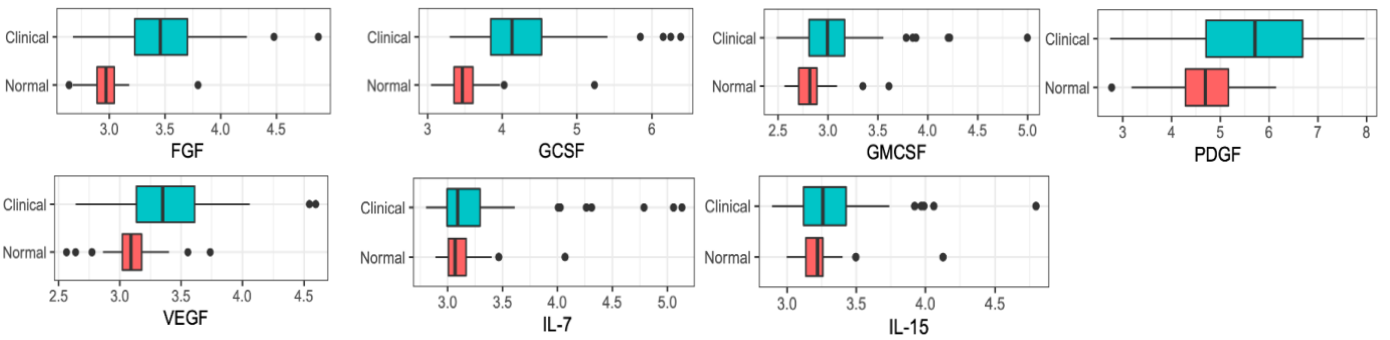 Clinical
Normal
3.0 3.5 4.0 4.5
FGF
Clinical
Normal
3 4 5 6
GCSF
Clinical
Normal
2.5 3.0 3.5 4.0 4.5 5.0
GMCSF
Clinical
Normal
3 4 5 6 7 8
PDGF
Clinical
Normal
2.5 3.0 3.5 4.0 4.5
VEGF
Clinical
Normal
3.0 3.5 4.0 4.5 5.0
IL-7
Clinical
Normal
3.0 3.5 4.0 4.5
IL-15